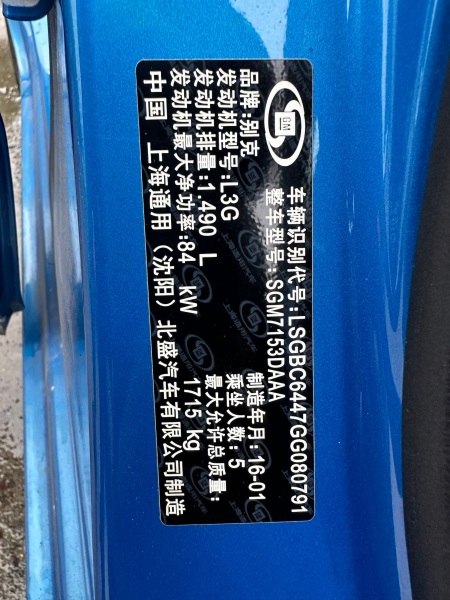 GM
车辆识别代号:LSGBC6447GG080791
整车型号:SGM7153DAAA
品牌:别克 制造年月:16-01
发动机型号:L3G 乘坐人数:5
发动机排量:1.490 L 最大允许总质量:
发动机最大净功率:84 kW 1715 kg
中国 上海通用(沈阳)北盛汽车有限公司制造